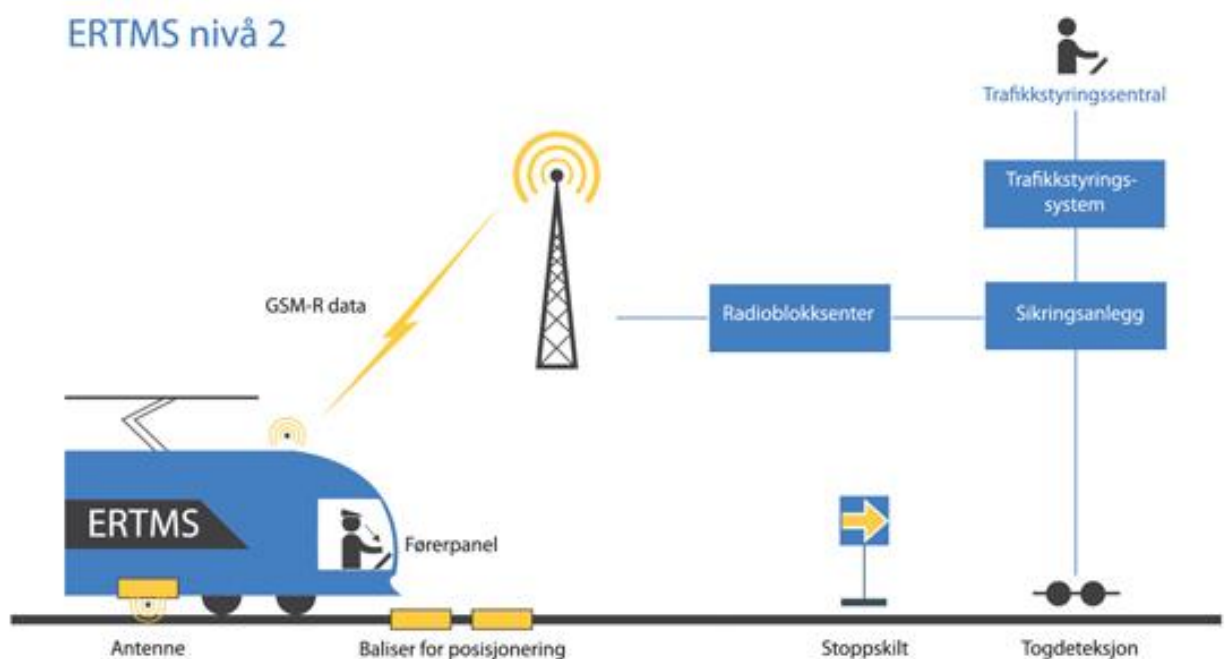 ERTMS nivå 2
Trafikkstyringssentral
Trafikkstyrings-
system
GSM-R data
Radioblokksenter
Sikringsanlegg
ERTMS
Førerpanel
Antenne
Baliser for posisjonering
Stoppskilt
Togdeteksjon